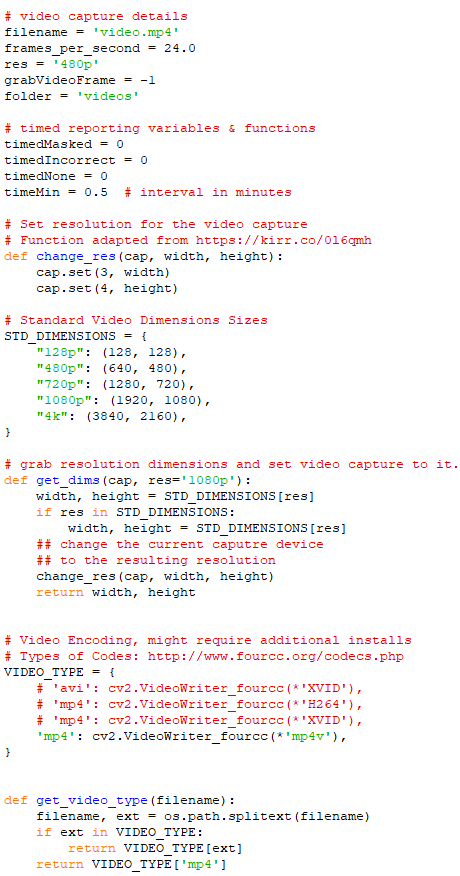 # video capture details
filename = 'video.mp4'
frames_per_second = 24.0
res = '480p'
grabVideoFrame = -1
folder = 'videos'

# timed reporting variables & functions
timedMasked = 0
timedIncorrect = 0
timedNone = 0
timeMin = 0.5  # interval in minutes

# Set resolution for the video capture
# Function adapted from https://kirr.co/0l6qmh
def change_res(cap, width, height):
    cap.set(3, width)
    cap.set(4, height)

# Standard Video Dimensions Sizes
STD_DIMENSIONS = {
    "128p": (128, 128),
    "480p": (640, 480),
    "720p": (1280, 720),
    "1080p": (1920, 1080),
    "4k": (3840, 2160),
}

# grab resolution dimensions and set video capture to it.
def get_dims(cap, res='1080p'):
    width, height = STD_DIMENSIONS[res]
    if res in STD_DIMENSIONS:
        width, height = STD_DIMENSIONS[res]
    ## change the current caputre device
    ## to the resulting resolution
    change_res(cap, width, height)
    return width, height


# Video Encoding, might require additional installs
# Types of Codes: http://www.fourcc.org/codecs.php
VIDEO_TYPE = {
    # 'avi': cv2.VideoWriter_fourcc(*'XVID'),
    # 'mp4': cv2.VideoWriter_fourcc(*'H264'),
    # 'mp4': cv2.VideoWriter_fourcc(*'XVID'),
    'mp4': cv2.VideoWriter_fourcc(*'mp4v'),
}


def get_video_type(filename):
    filename, ext = os.path.splitext(filename)
    if ext in VIDEO_TYPE:
        return VIDEO_TYPE[ext]
    return VIDEO_TYPE['mp4']